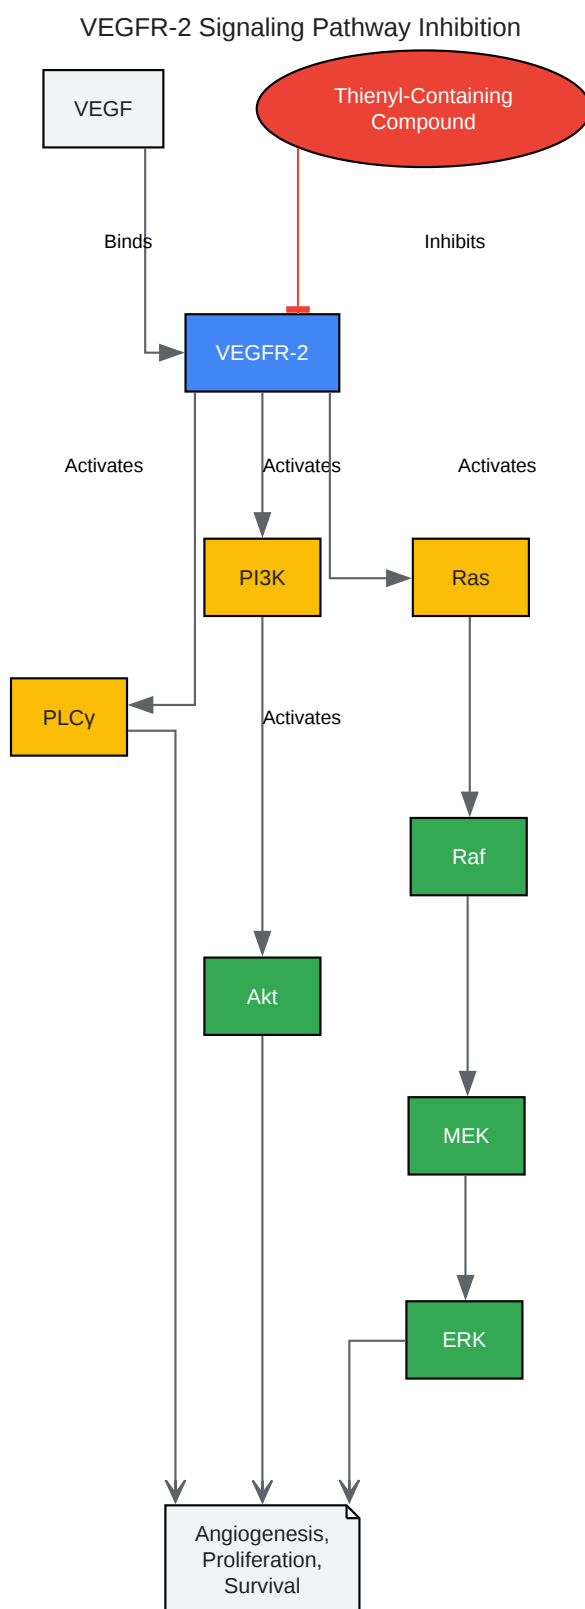 VEGFR-2 Signaling Pathway Inhibition
VEGF
Thienyl-Containing
Compound
Binds
Inhibits
VEGFR-2
Activates
Activates
Activates
PI3K
Ras
PLCγ
Activates
Raf
Akt
MEK
ERK
Angiogenesis,
Proliferation,
Survival